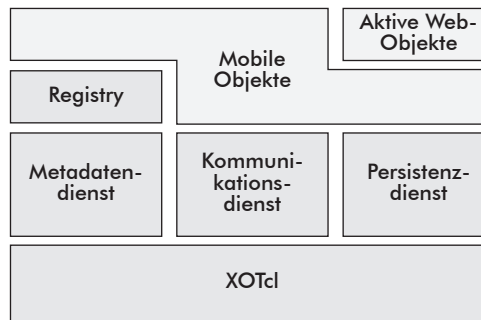 Aktive Web-
Objekte
Mobile
Objekte
Registry
Metadaten-
dienst
Kommuni-
kations-
dienst
Persistenz-
dienst
XOTcl